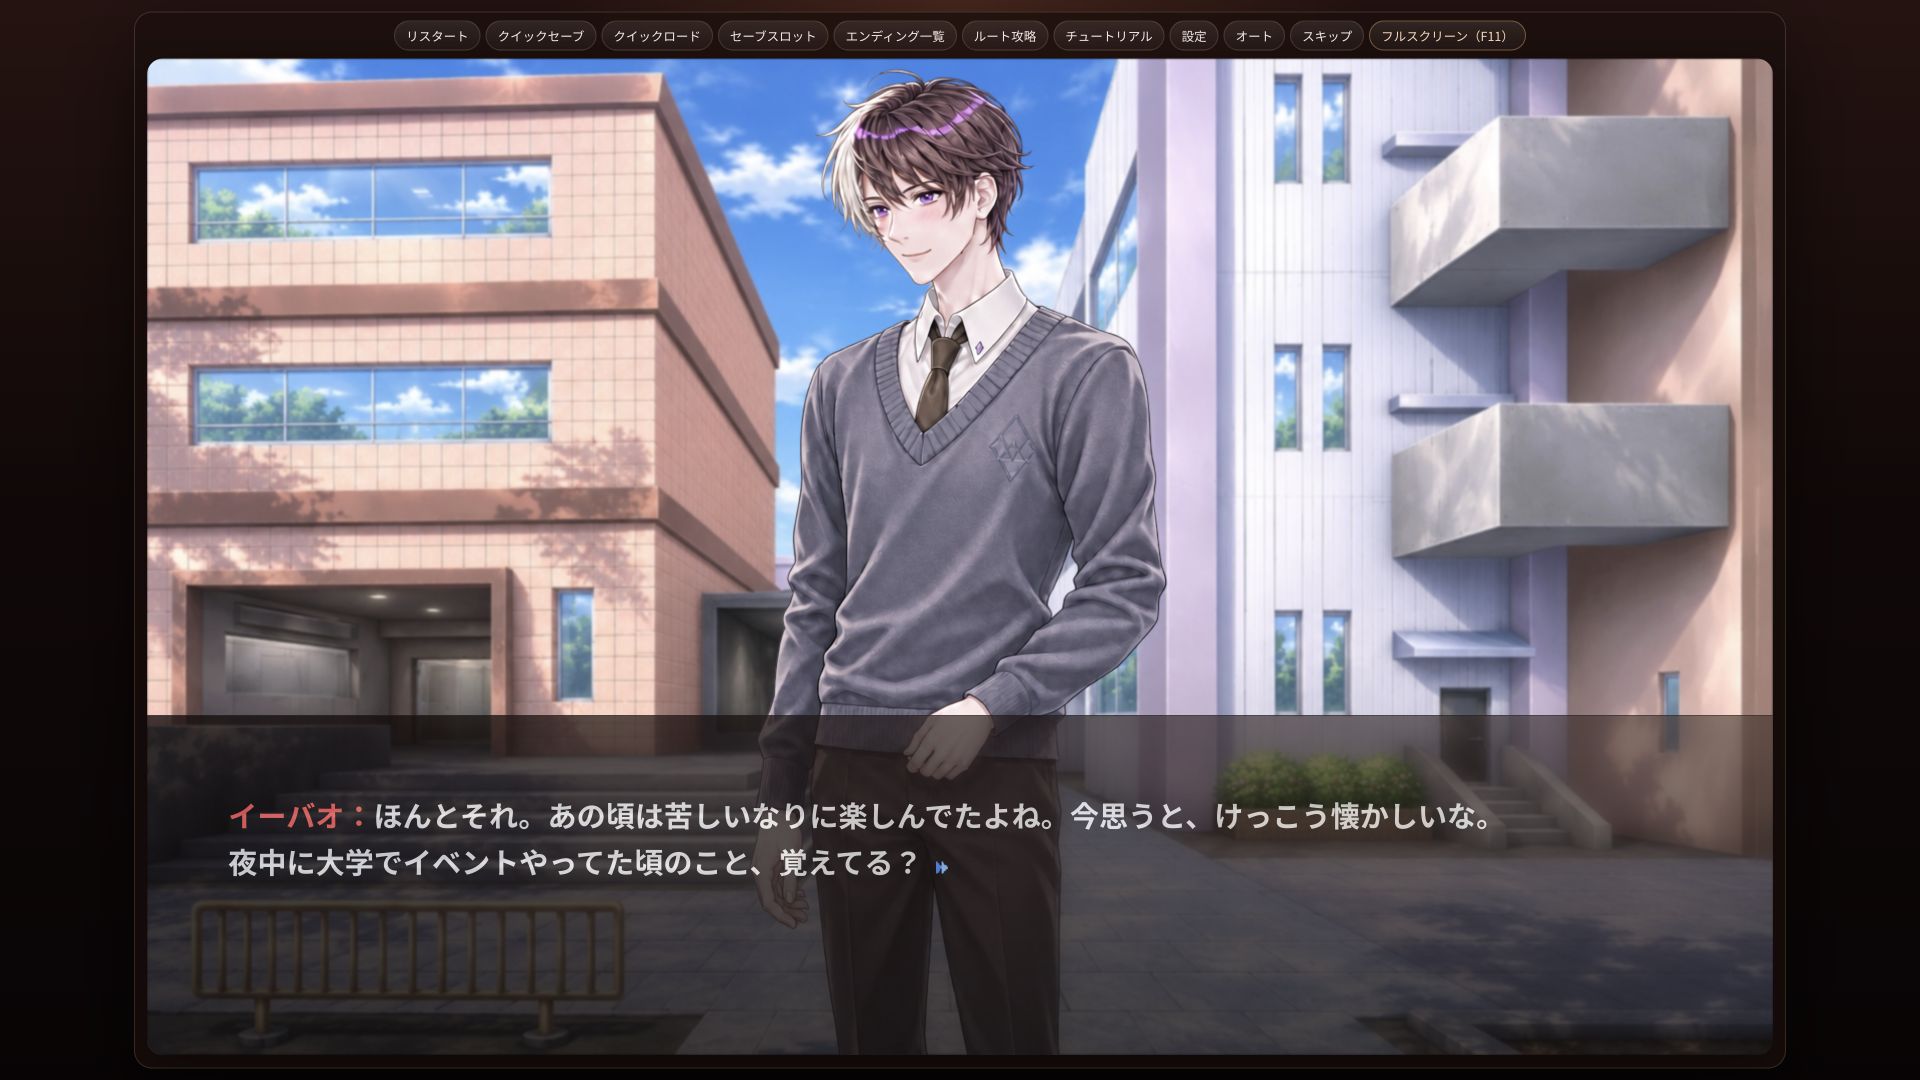 リスタート
クイックセーブ
クイックロード
セーブスロット
エンディング一覧
ルート攻略
チュートリアル
設定
オート
スキップ
フルスクリーン（F11）
イーバオ：ほんとそれ。あの頃は苦しいなりに楽しんでたよね。今思うと、けっこう懐かしいな。
夜中に大学でイベントやってた頃のこと、覚えてる？